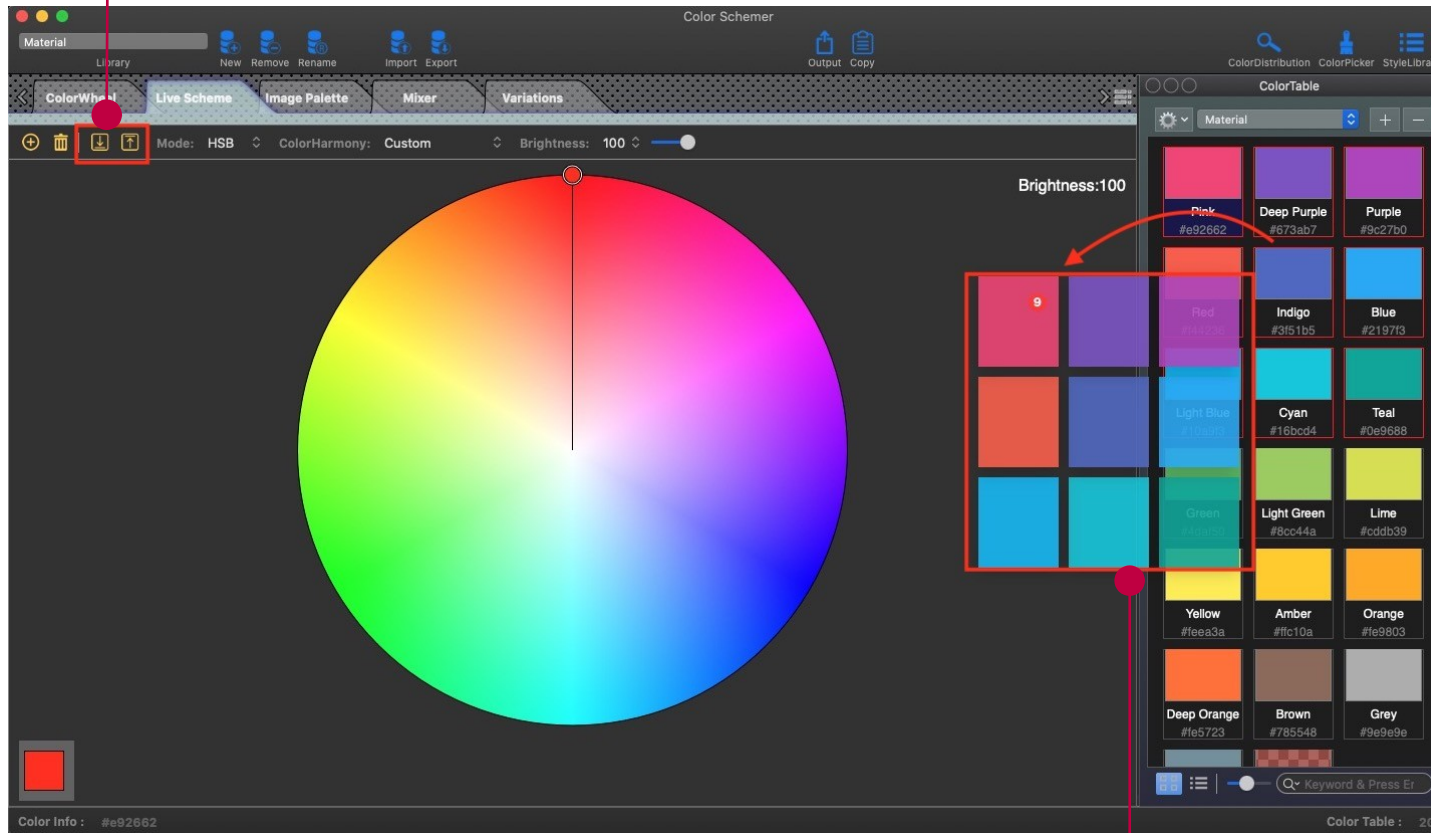 Color Schemer
Material
Library New Remove Rename Import Export Output Copy ColorDistribution ColorPicker StyleLibra
ColorWheel Live Scheme Image Palette Mixer Variations
ColorTable
Material
Mode: HSB ColorHarmony: Custom Brightness: 100
Brightness:100
Pink Deep Purple Purple
#e92662 #673ab7 #9c27b0
9
Red Indigo Blue
#3f51b5 #2197f3
Light Blue Cyan Teal
#16bcd4 #0e9688
Green Light Green Lime
#8cc44a #cddb39
Yellow Amber Orange
#feea3a #ffc10a #fe9803
Deep Orange Brown Grey
#fe5723 #785548 #9e9e9e
Keyword & Press Er
Color Info : #e92662 Color Table : 20